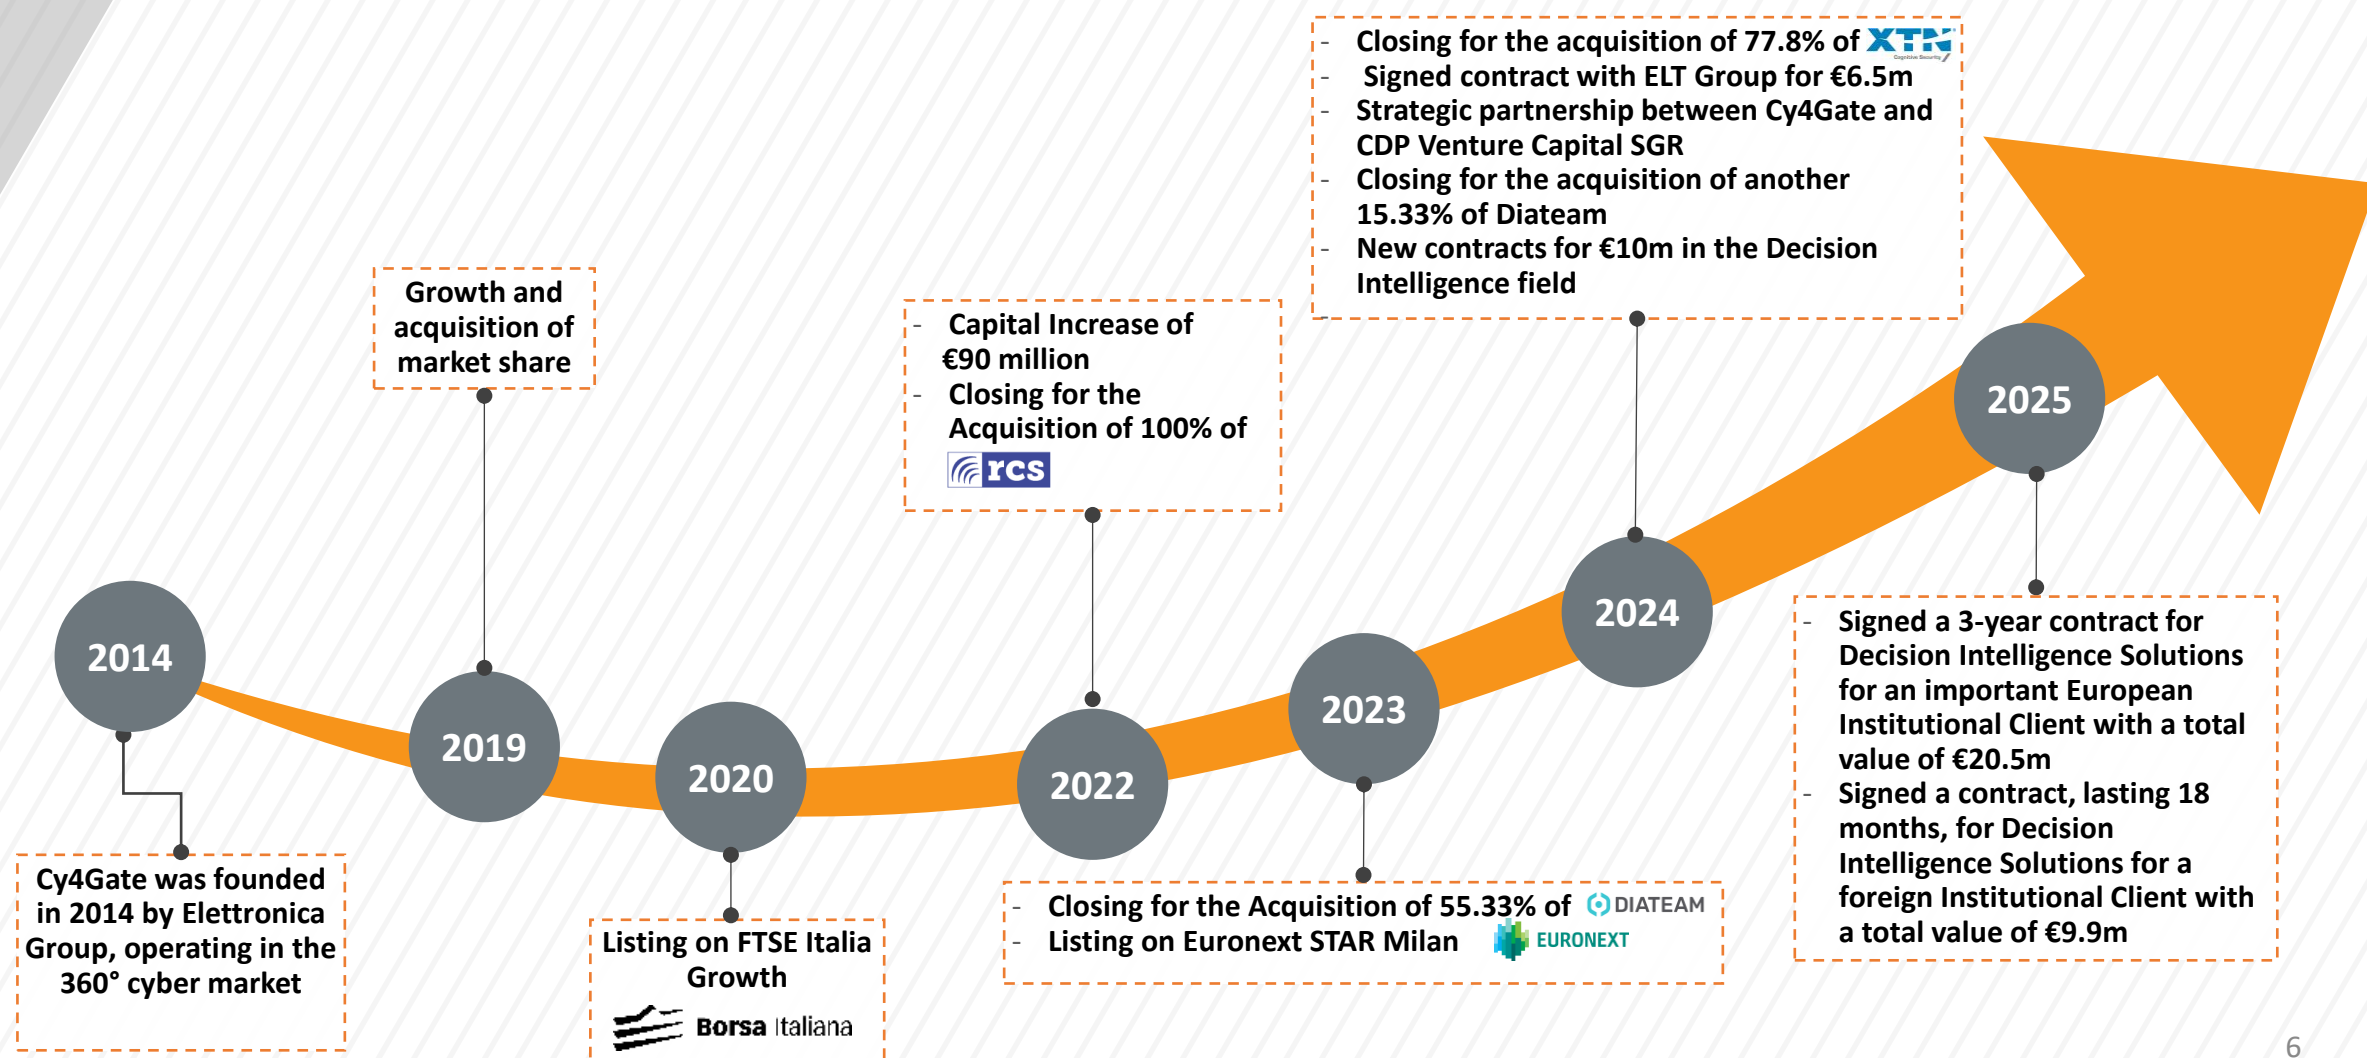 2014
Cy4Gate was founded
in 2014 by Elettronica
Group, operating in the
360° cyber market
Growth and
acquisition of
market share
2019
2020
Listing on FTSE Italia
Growth
Borsa Italiana
- Capital Increase of
€90 million
- Closing for the
Acquisition of 100% of
rcs
2022
2023
- Closing for the Acquisition of 55.33% of DIATEAM
- Listing on Euronext STAR Milan EURONEXT
- Closing for the acquisition of 77.8% of XTN
Cognitive Security
- Signed contract with ELT Group for €6.5m
- Strategic partnership between Cy4Gate and
CDP Venture Capital SGR
- Closing for the acquisition of another
15.33% of Diateam
- New contracts for €10m in the Decision
Intelligence field
-
2024
2025
- Signed a 3-year contract for
Decision Intelligence Solutions
for an important European
Institutional Client with a total
value of €20.5m
- Signed a contract, lasting 18
months, for Decision
Intelligence Solutions for a
foreign Institutional Client with
a total value of €9.9m
6